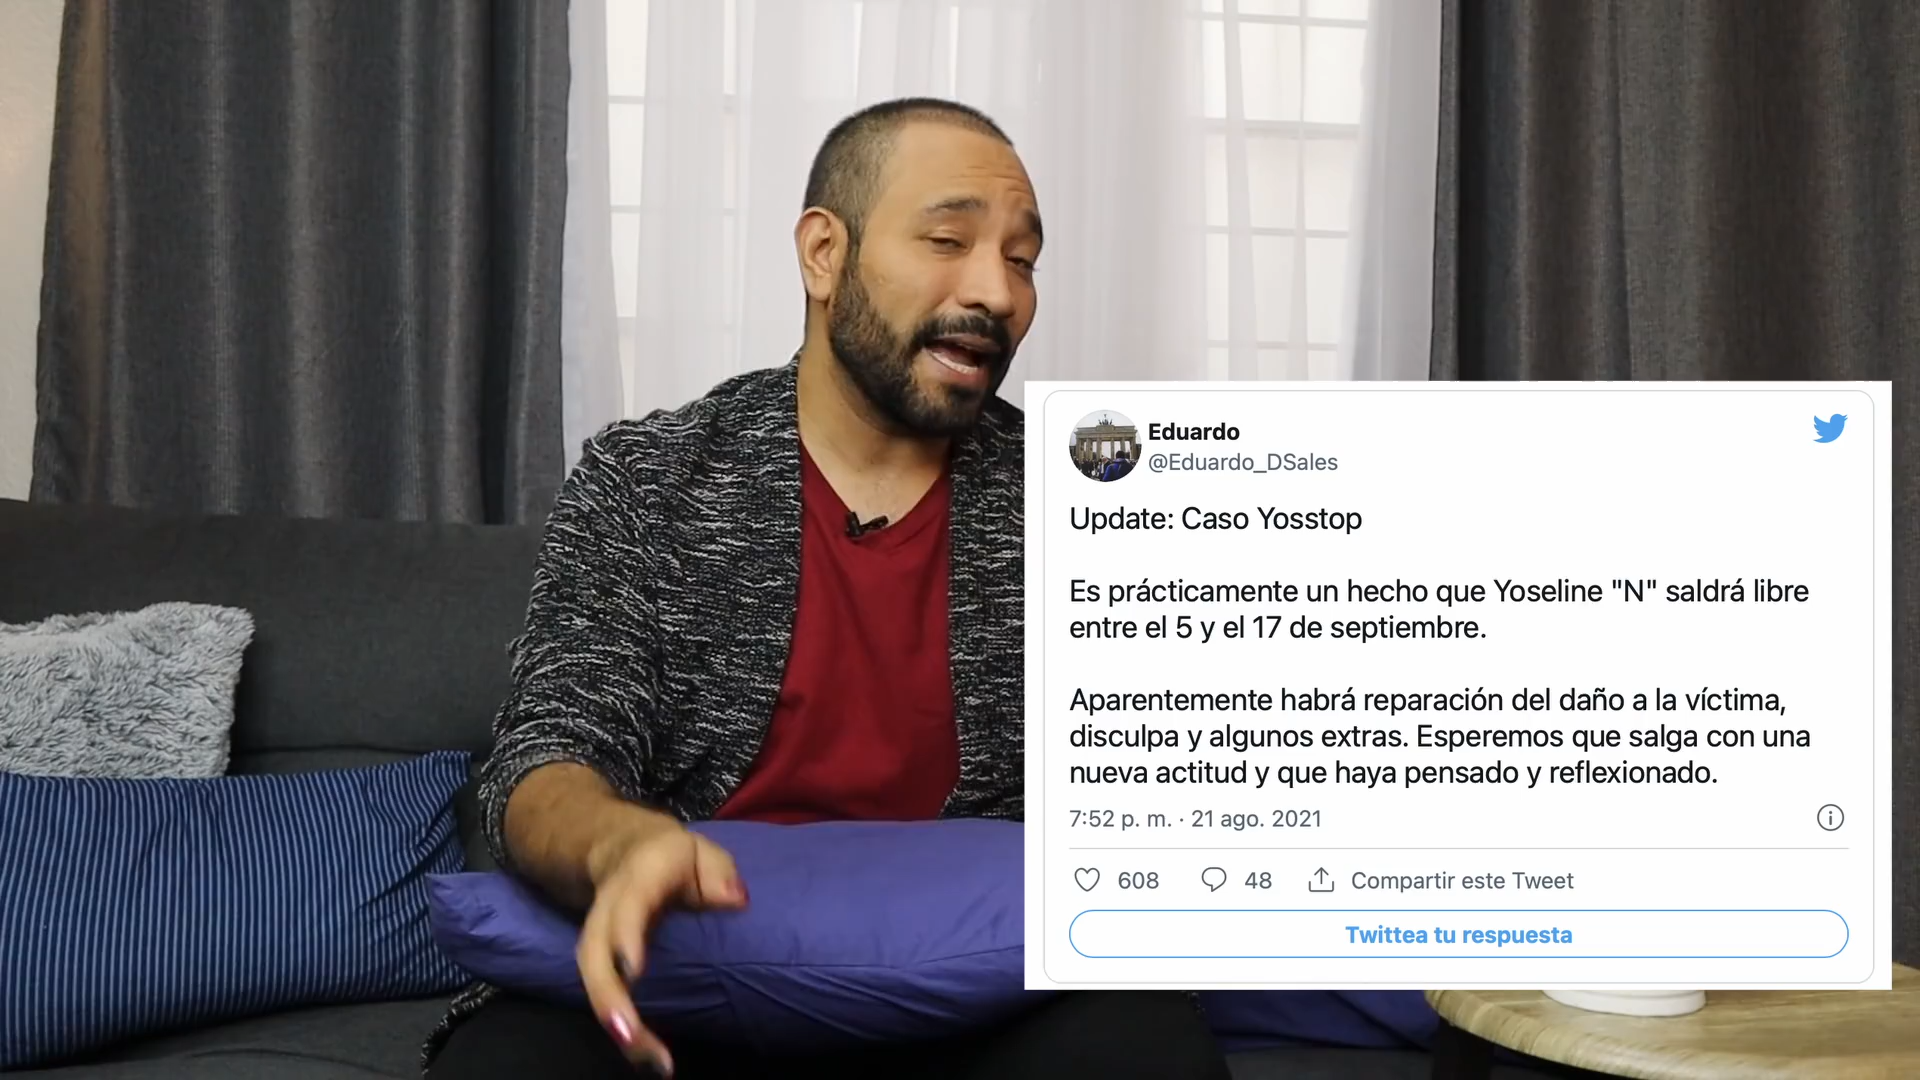 Eduardo
@Eduardo_DSales
Update: Caso Yosstop
Es prácticamente un hecho que Yoseline "N" saldrá libre
entre el 5 y el 17 de septiembre.
Aparentemente habrá reparación del daño a la víctima,
disculpa y algunos extras. Esperemos que salga con una
nueva actitud y que haya pensado y reflexionado.
7:52 p. m. · 21 ago. 2021
608 48 Compartir este Tweet
Twittea tu respuesta